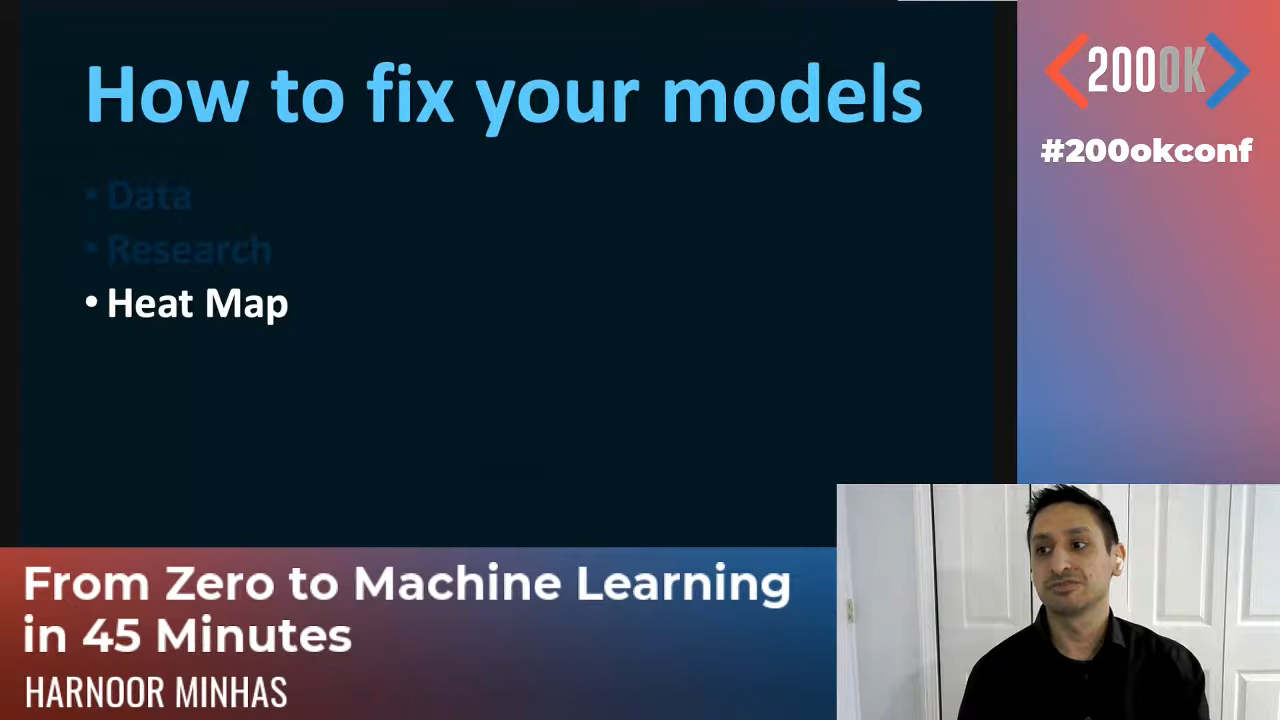 How to fix your models
• Data
• Research
• Heat Map
200OK
#200okconf
From Zero to Machine Learning
in 45 Minutes
HARNOOR MINHAS